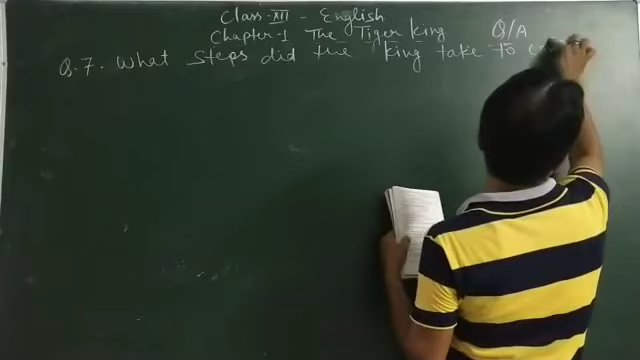 Class-XII - English
Chapter-1 The Tiger King Q/A
Q.7. What steps did the King take to